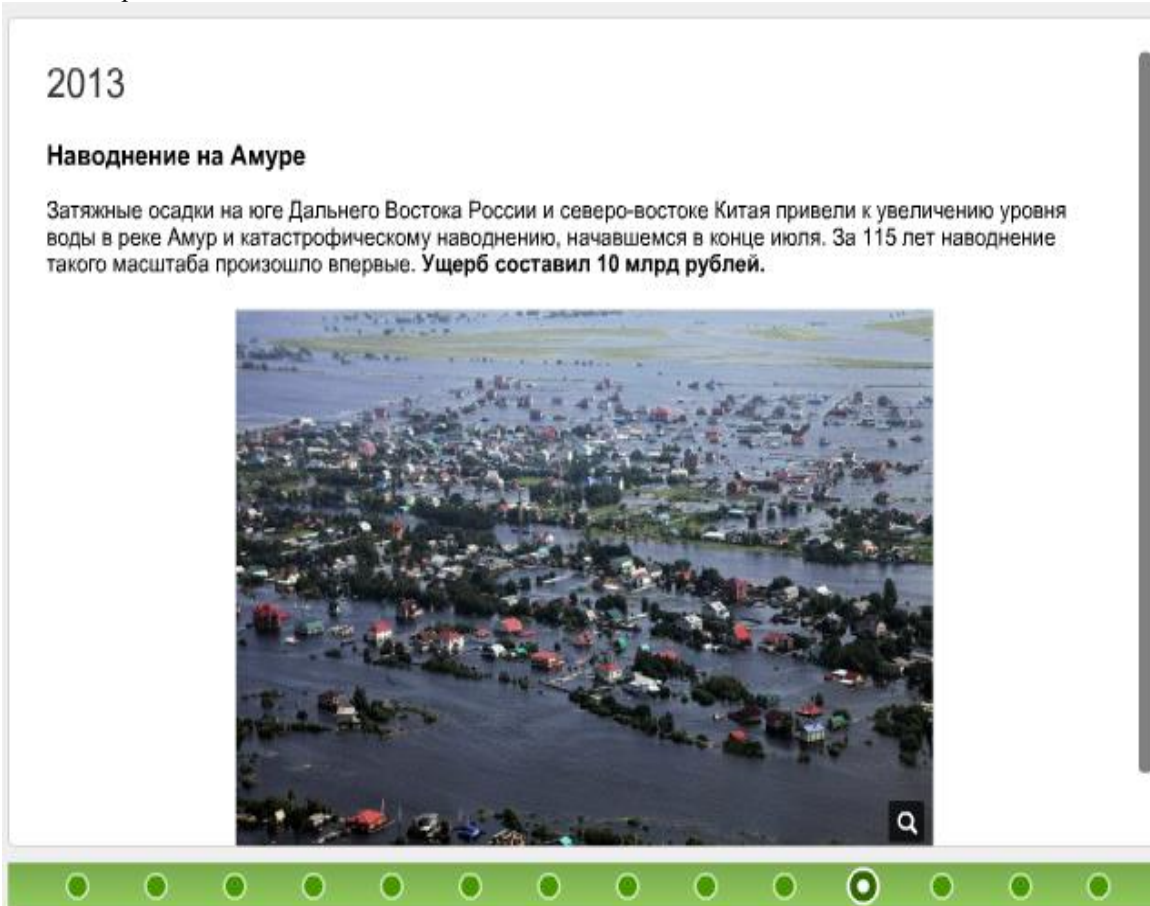 2013
Наводнение на Амуре
Затяжные осадки на юге Дальнего Востока России и северо-востоке Китая привели к увеличению уровня
воды в реке Амур и катастрофическому наводнению, начавшемся в конце июля. За 115 лет наводнение
такого масштаба произошло впервые. Ущерб составил 10 млрд рублей.